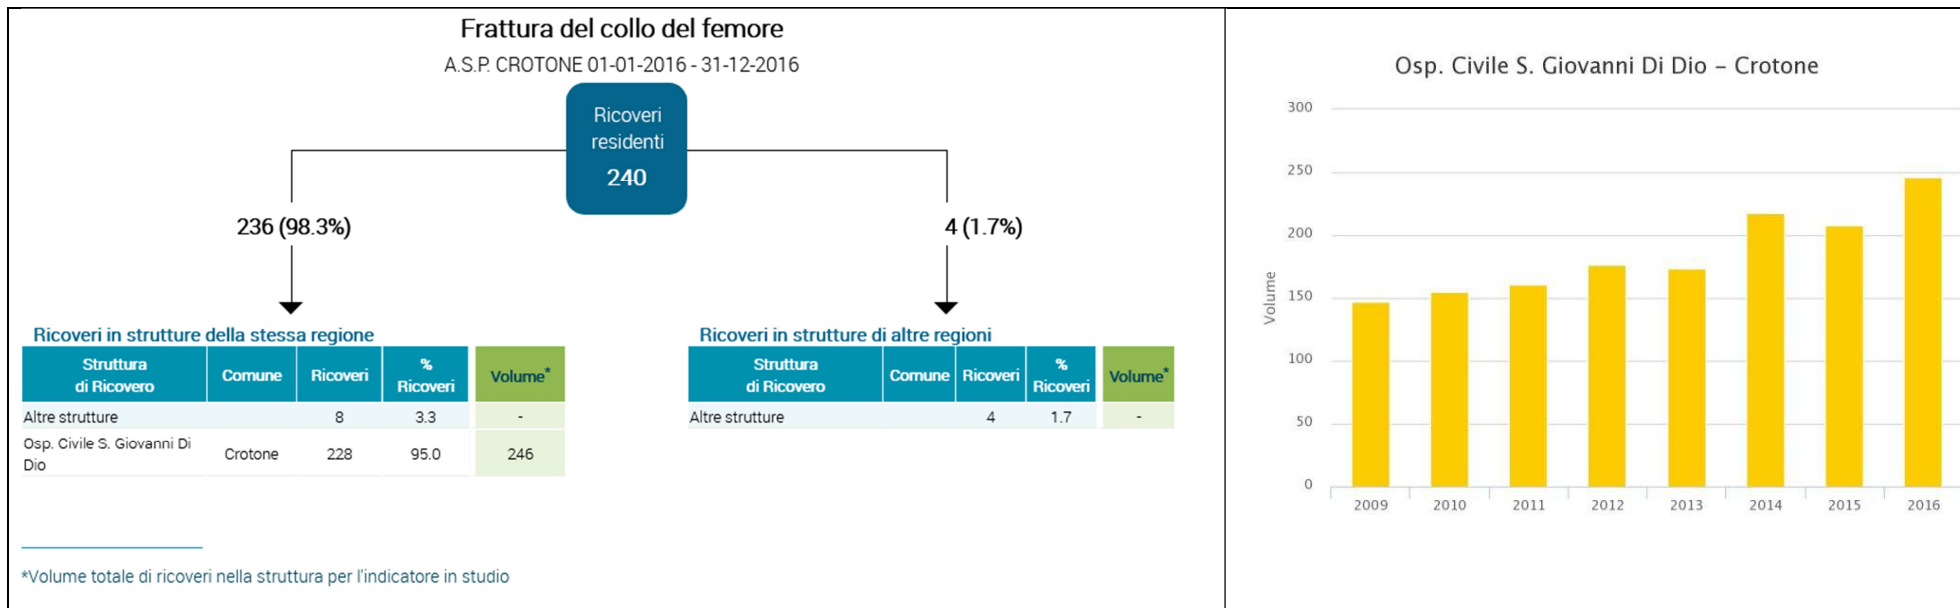 Frattura del collo del femore
A.S.P. CROTONE 01-01-2016 - 31-12-2016
Ricoveri
residenti
240
236 (98.3%)
4 (1.7%)
Ricoveri in strutture della stessa regione
Struttura
di Ricovero
Comune
Ricoveri
%
Ricoveri
Volume*
Altre strutture 8 3.3 -
Osp. Civile S. Giovanni Di
Dio
Crotone 228 95.0 246
Ricoveri in strutture di altre regioni
Struttura
di Ricovero
Comune
Ricoveri
%
Ricoveri
Volume*
Altre strutture 4 1.7 -
*Volume totale di ricoveri nella struttura per l'indicatore in studio
Osp. Civile S. Giovanni Di Dio – Crotone
Volume
300
250
200
150
100
50
0
2009 2010 2011 2012 2013 2014 2015 2016